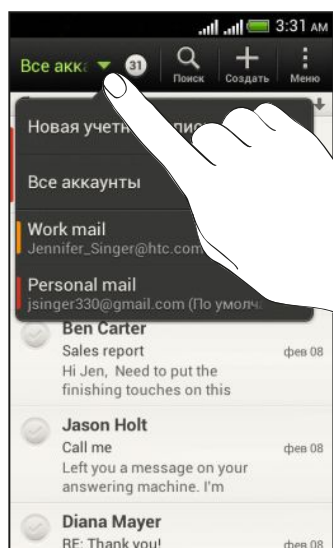 3:31 AM
Все акка
31
Поиск
Создать
Меню
Новая
Все аккаунты
Work mail
Jennifer_Singer@htc.com
Personal mail
jsinger330@gmail.com (По умолч
Ben Carter
Sales report фев 08
Hi Jen, Need to put the
finishing touches on this
Jason Holt
Call me фев 08
Left you a message on your
answering machine. I'm
Diana Mayer
RE: Thank you! фев 08